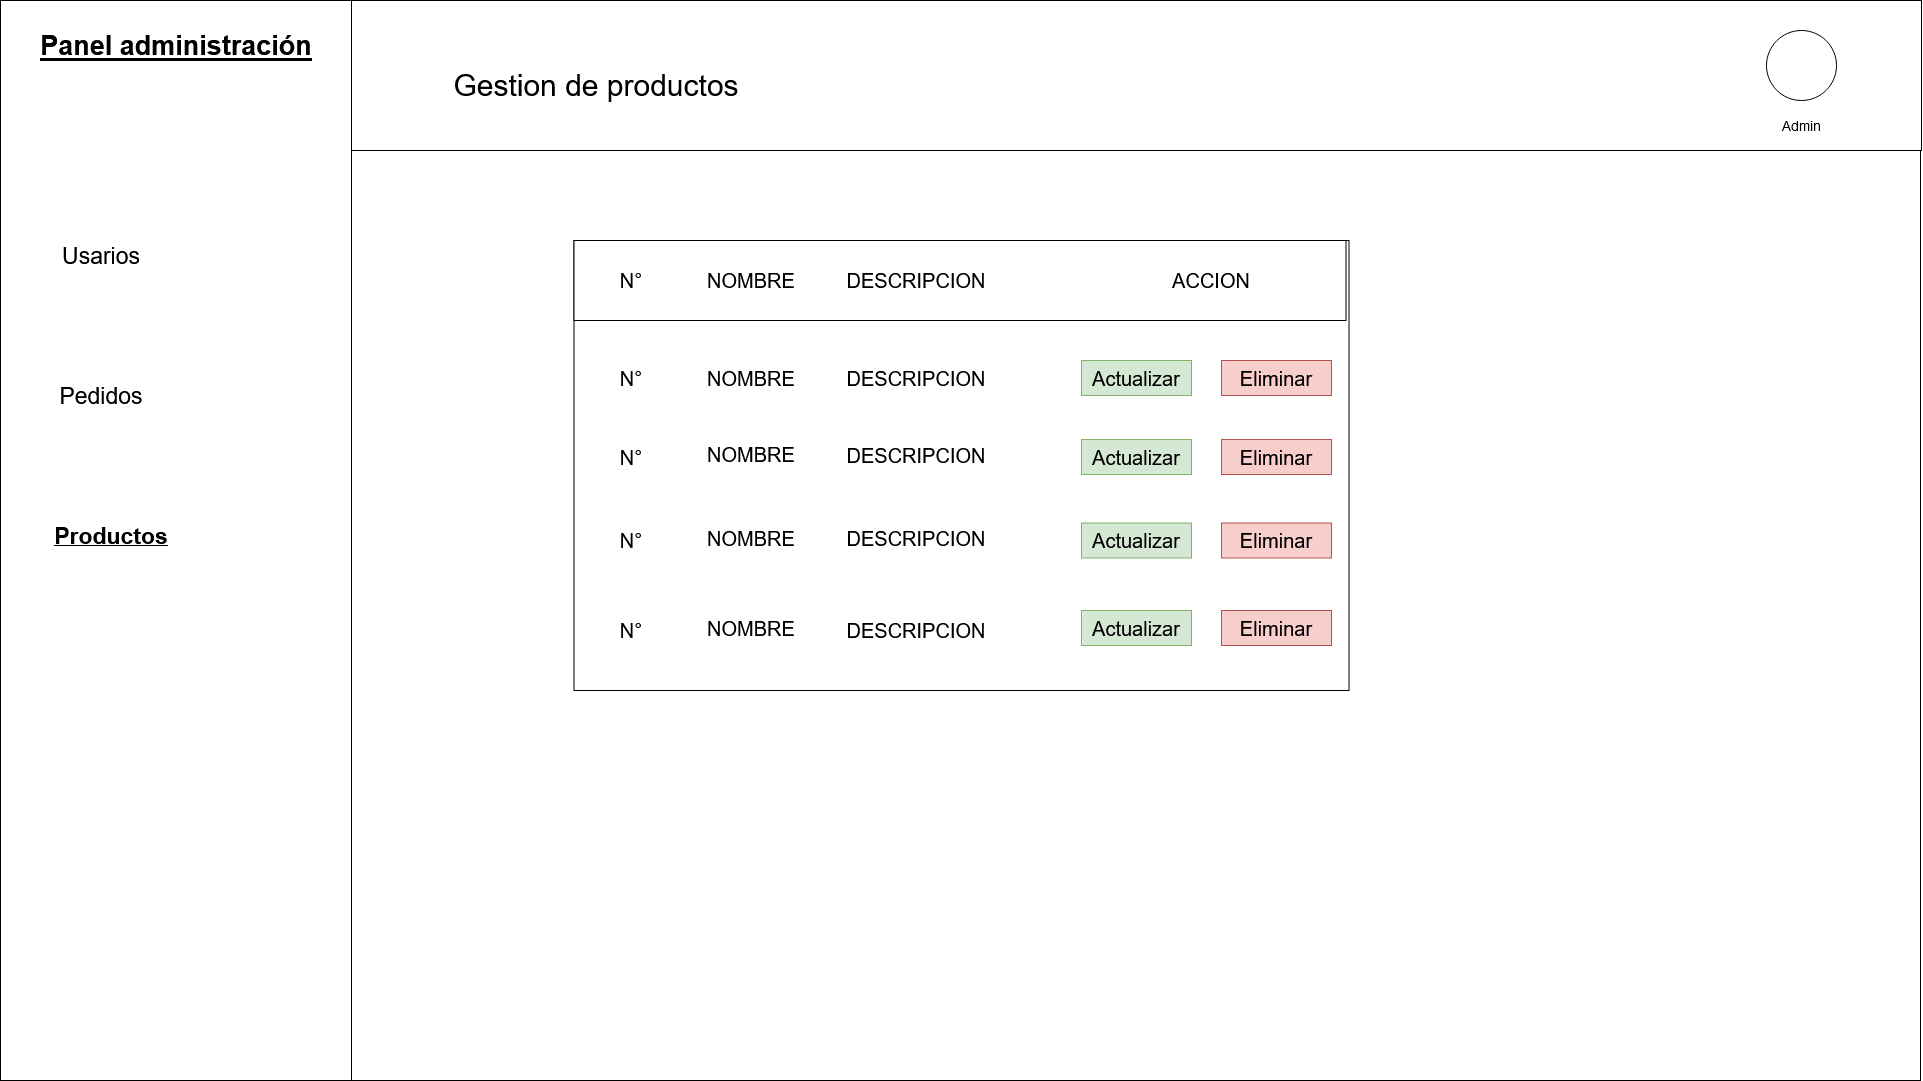 Panel administración
Gestion de productos
Admin
Usarios
Pedidos
Productos
N° NOMBRE DESCRIPCION ACCION
N° NOMBRE DESCRIPCION Actualizar Eliminar
N° NOMBRE DESCRIPCION Actualizar Eliminar
N° NOMBRE DESCRIPCION Actualizar Eliminar
N° NOMBRE DESCRIPCION Actualizar Eliminar